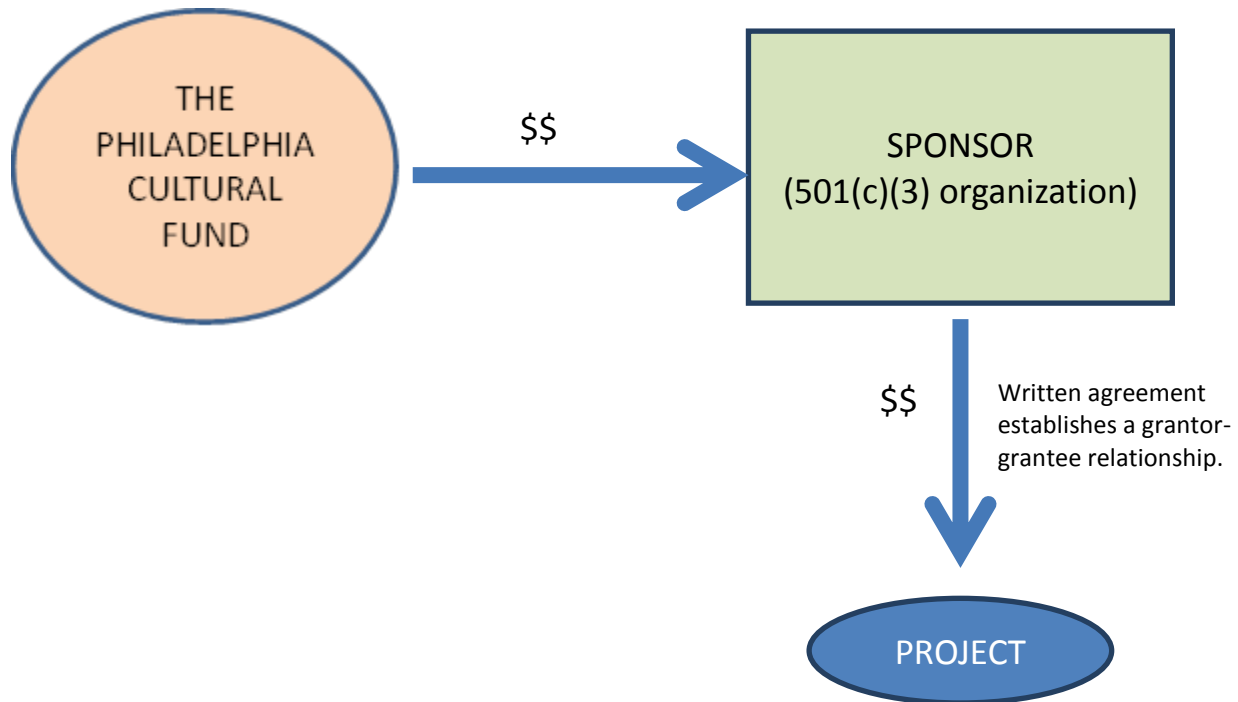 THE
PHILADELPHIA
CULTURAL
FUND
$$
SPONSOR
(501(c)(3) organization)
$$
Written agreement
establishes a grantor-
grantee relationship.
PROJECT